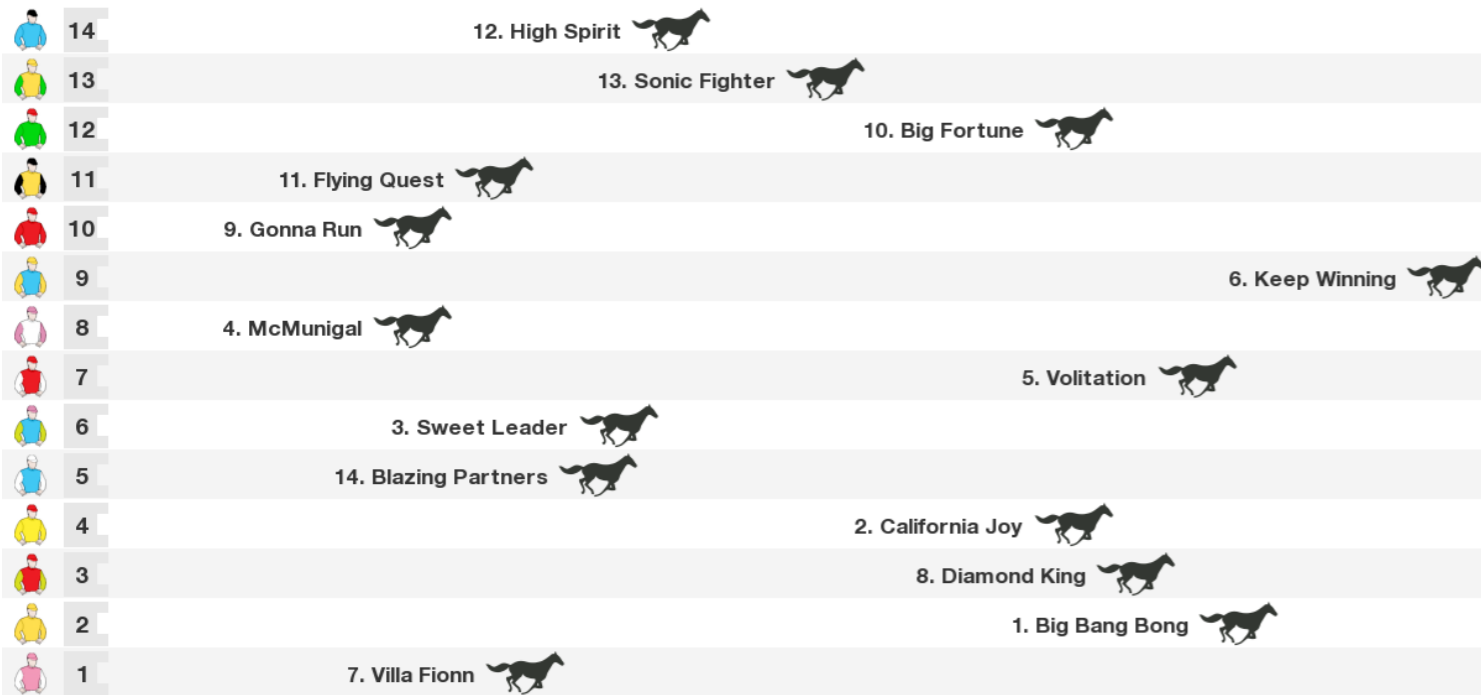 14 12. High Spirit
13 13. Sonic Fighter
12 10. Big Fortune
11 11. Flying Quest
10 9. Gonna Run
9 6. Keep Winning
8 4. McMunigal
7 5. Volitation
6 3. Sweet Leader
5 14. Blazing Partners
4 2. California Joy
3 8. Diamond King
2 1. Big Bang Bong
1 7. Villa Fionn